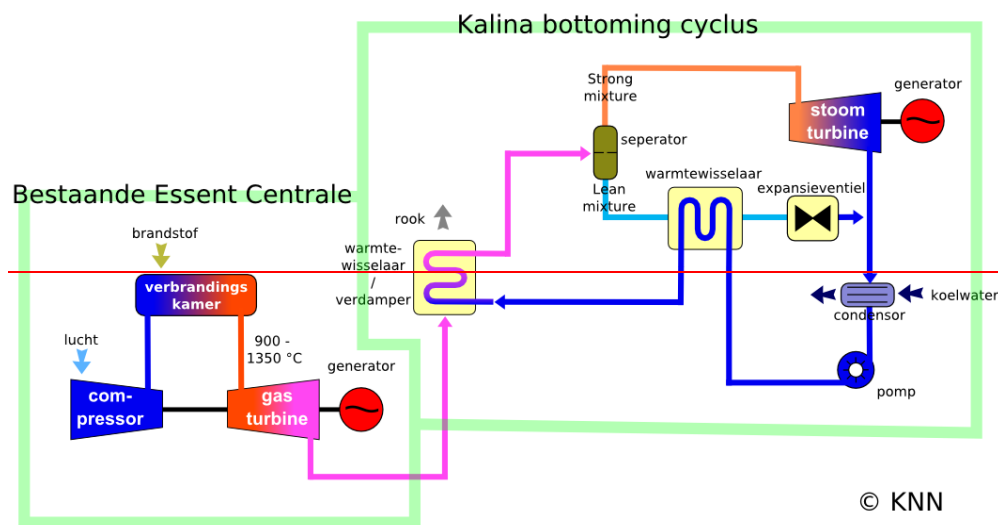 Kalina bottoming cyclus
Strong
mixture
generator
stoom
turbine
seperator
warmtewisselaar
Lean
mixture
expansieventiel
Bestaande Essent Centrale
rook
brandstof
warmte-
wisselaar
/
verdamper
verbrandings
kamer
koelwater
condensor
lucht
900 -
1350 °C
generator
com-
pressor
gas
turbine
pomp
© KNN